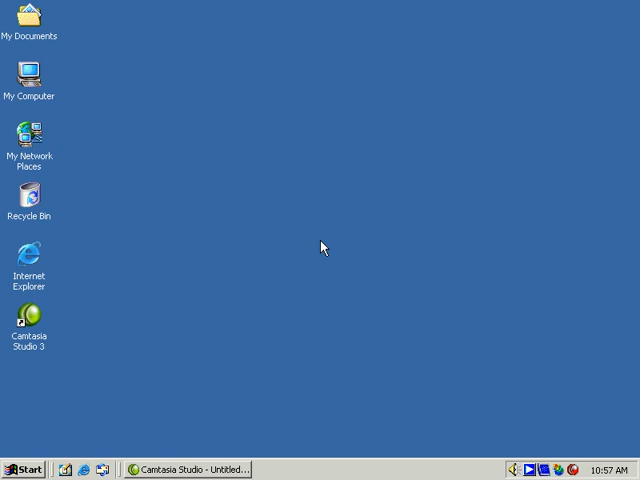 My Documents
My Computer
My Network
Places
Recycle Bin
Internet
Explorer
Camtasia
Studio 3
Start
Camtasia Studio - Untitled...
10:57 AM